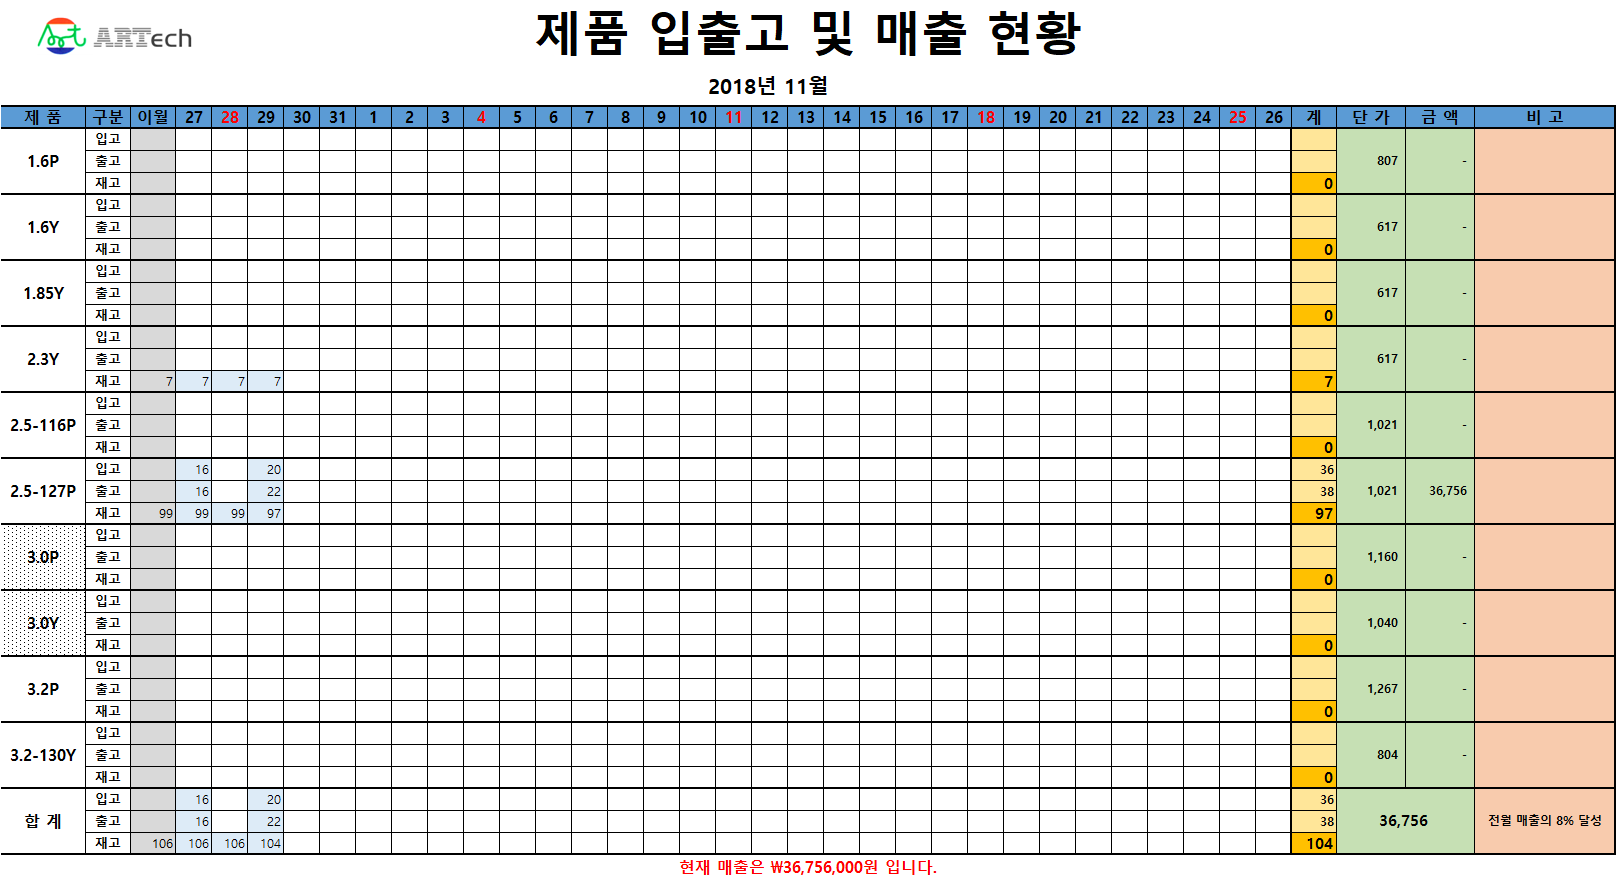 Art ARTech
제품 입출고 및 매출 현황
2018년 11월
제 품 구분 이월 27 28 29 30 31 1 2 3 4 5 6 7 8 9 10 11 12 13 14 15 16 17 18 19 20 21 22 23 24 25 26 계 단 가 금 액 비 고
입고
1.6P 출고 807 -
재고 0
입고
1.6Y 출고 617 -
재고 0
입고
1.85Y 출고 617 -
재고 0
입고
2.3Y 출고 617 -
재고 7 7 7 7 7
입고
2.5-116P 출고 1,021 -
재고 0
입고 16 20 36
2.5-127P 출고 16 22 38 1,021 36,756
재고 99 99 99 97 97
입고
3.0P 출고 1,160 -
재고 0
입고
3.0Y 출고 1,040 -
재고 0
입고
3.2P 출고 1,267 -
재고 0
입고
3.2-130Y 출고 804 -
재고 0
입고 16 20 36
합 계 출고 16 22 38 36,756 전월 매출의 8% 달성
재고 106 106 106 104 104
현재 매출은 ₩36,756,000원 입니다.